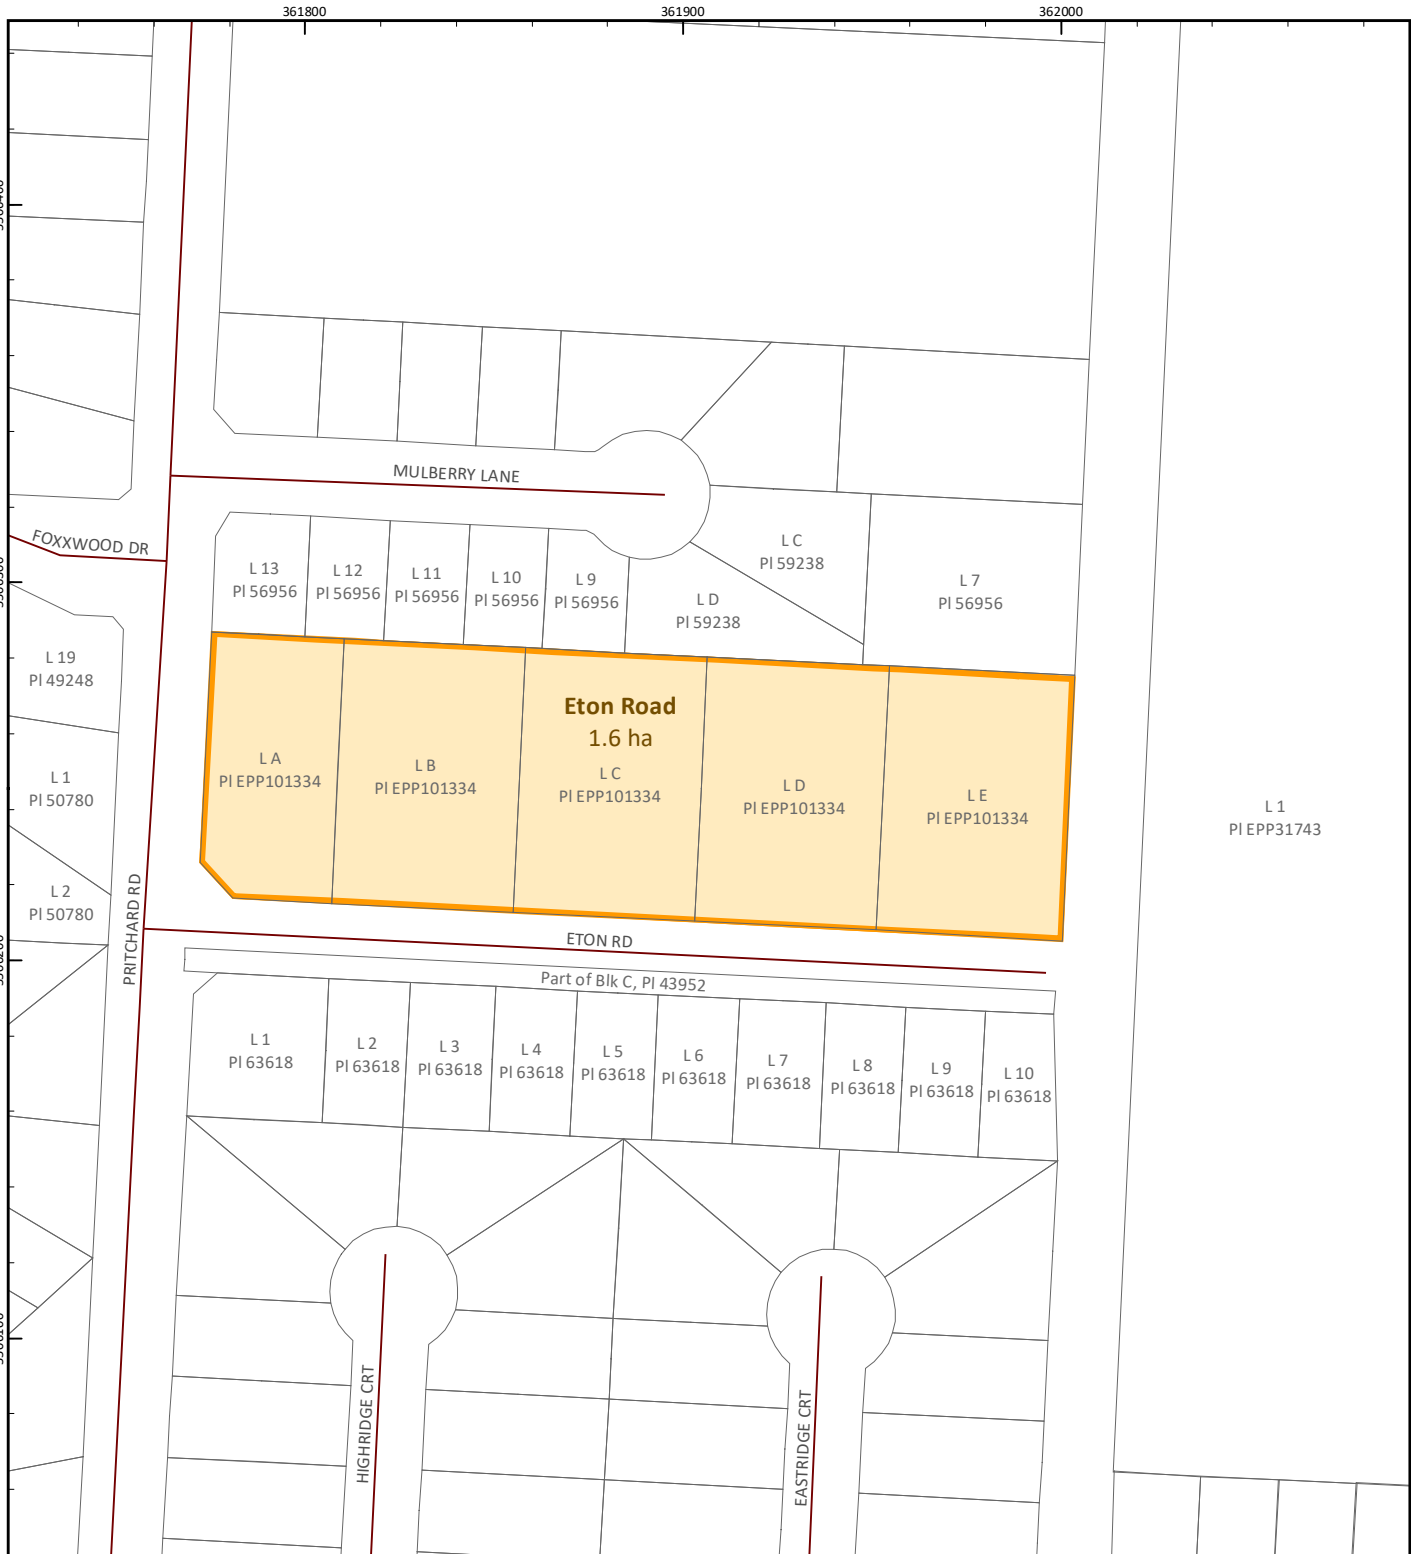 361800
361900
362000
MULBERRY LANE
FOXXWOOD DR
L 13
Pl 56956
L 12
Pl 56956
L 11
Pl 56956
L 10
Pl 56956
L 9
Pl 56956
L D
Pl 59238
L C
Pl 59238
L 7
Pl 56956
L 19
Pl 49248
L 1
Pl 50780
L 2
Pl 50780
PRITCHARD RD
Eton Road
1.6 ha
L A
Pl EPP101334
L B
Pl EPP101334
L C
Pl EPP101334
L D
Pl EPP101334
L E
Pl EPP101334
L 1
Pl EPP31743
ETON RD
Part of Blk C, Pl 43952
L 1
Pl 63618
L 2
Pl 63618
L 3
Pl 63618
L 4
Pl 63618
L 5
Pl 63618
L 6
Pl 63618
L 7
Pl 63618
L 8
Pl 63618
L 9
Pl 63618
L 10
Pl 63618
HIGHRIDGE CRT
EASTRIDGE CRT